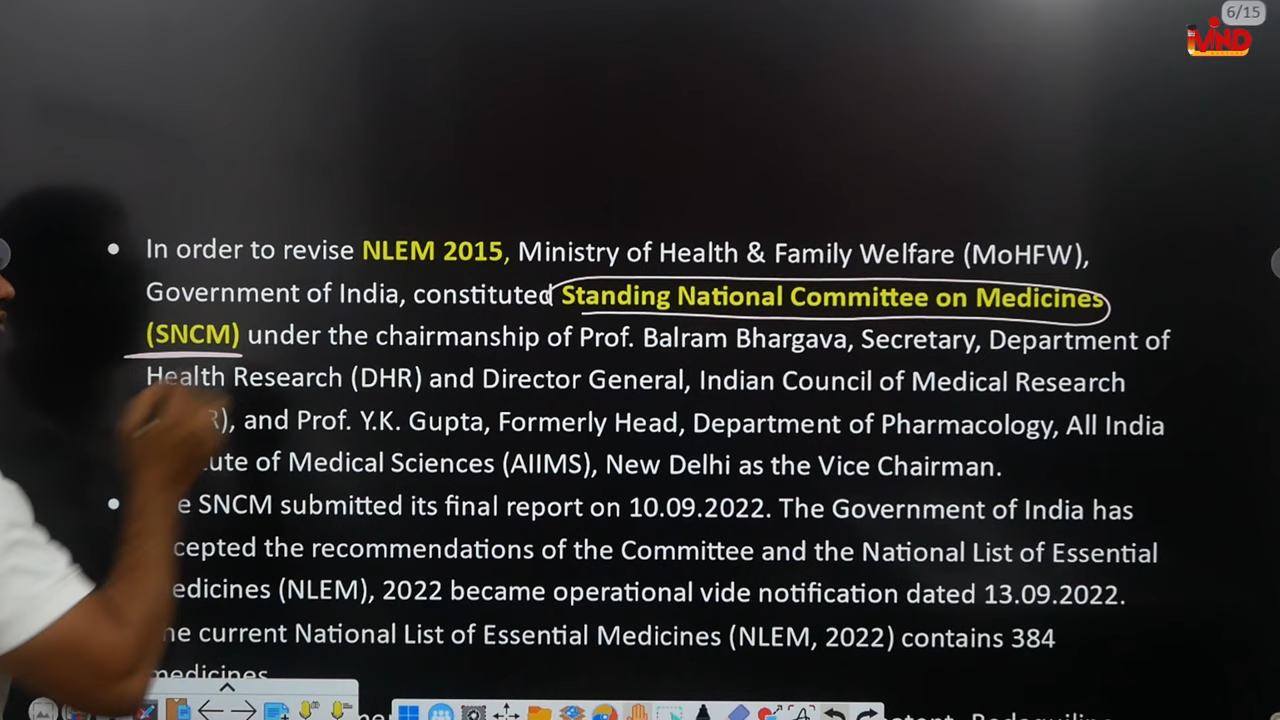 6/15
MIND
In order to revise NLEM 2015, Ministry of Health & Family Welfare (MoHFW),
Government of India, constituted Standing National Committee on Medicines
(SNCM) under the chairmanship of Prof. Balram Bhargava, Secretary, Department of
Health Research (DHR) and Director General, Indian Council of Medical Research
and Prof. Y.K. Gupta, Formerly Head, Department of Pharmacology, All India
of Medical Sciences (AIIMS), New Delhi as the Vice Chairman.
SNCM submitted its final report on 10.09.2022. The Government of India has
the recommendations of the Committee and the National List of Essential
(NLEM), 2022 became operational vide notification dated 13.09.2022.
current National List of Essential Medicines (NLEM, 2022) contains 384
medicines